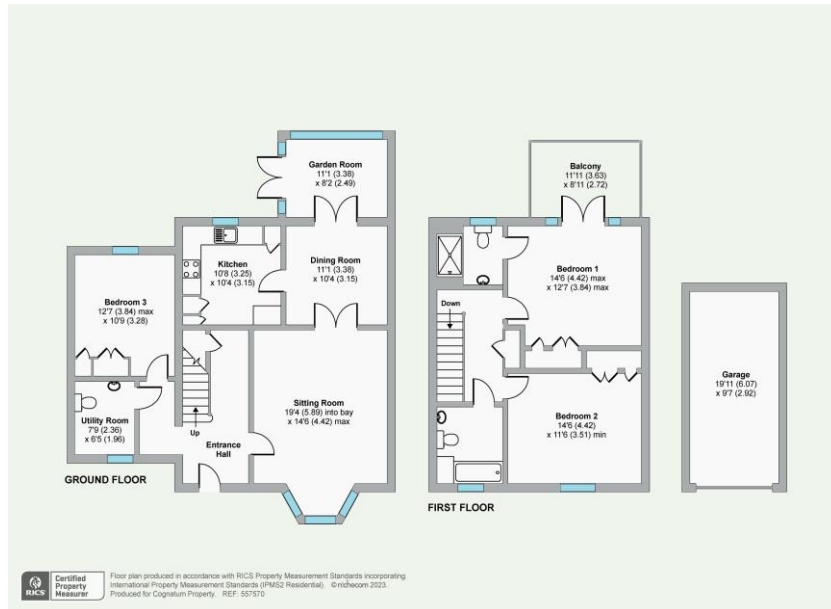 Garden Room
11'1 (3.38)
x 8'2 (2.49)
Balcony
11'11 (3.63)
x 8'11 (2.72)
Kitchen
10'8 (3.25)
x 10'4 (3.15)
Dining Room
11'1 (3.38)
x 10'4 (3.15)
Bedroom 1
14'6 (4.42) max
x 12'7 (3.84) max
Bedroom 3
12'7 (3.84) max
x 10'9 (3.28)
Down
Garage
19'11 (6.07)
x 9'7 (2.92)
Sitting Room
19'4 (5.89) into bay
x 14'6 (4.42) max
Utility Room
7'9 (2.36)
x 6'5 (1.96)
Up
Entrance
Hall
Bedroom 2
14'6 (4.42)
x 11'6 (3.51) min
GROUND FLOOR
FIRST FLOOR
RICS
Certified
Property
Measurer
Floor plan produced in accordance with RICS Property Measurement Standards incorporating
International Property Measurement Standards (IPMS2 Residential). © nichecom 2023.
Produced for Cognatum Property. REF: 557570